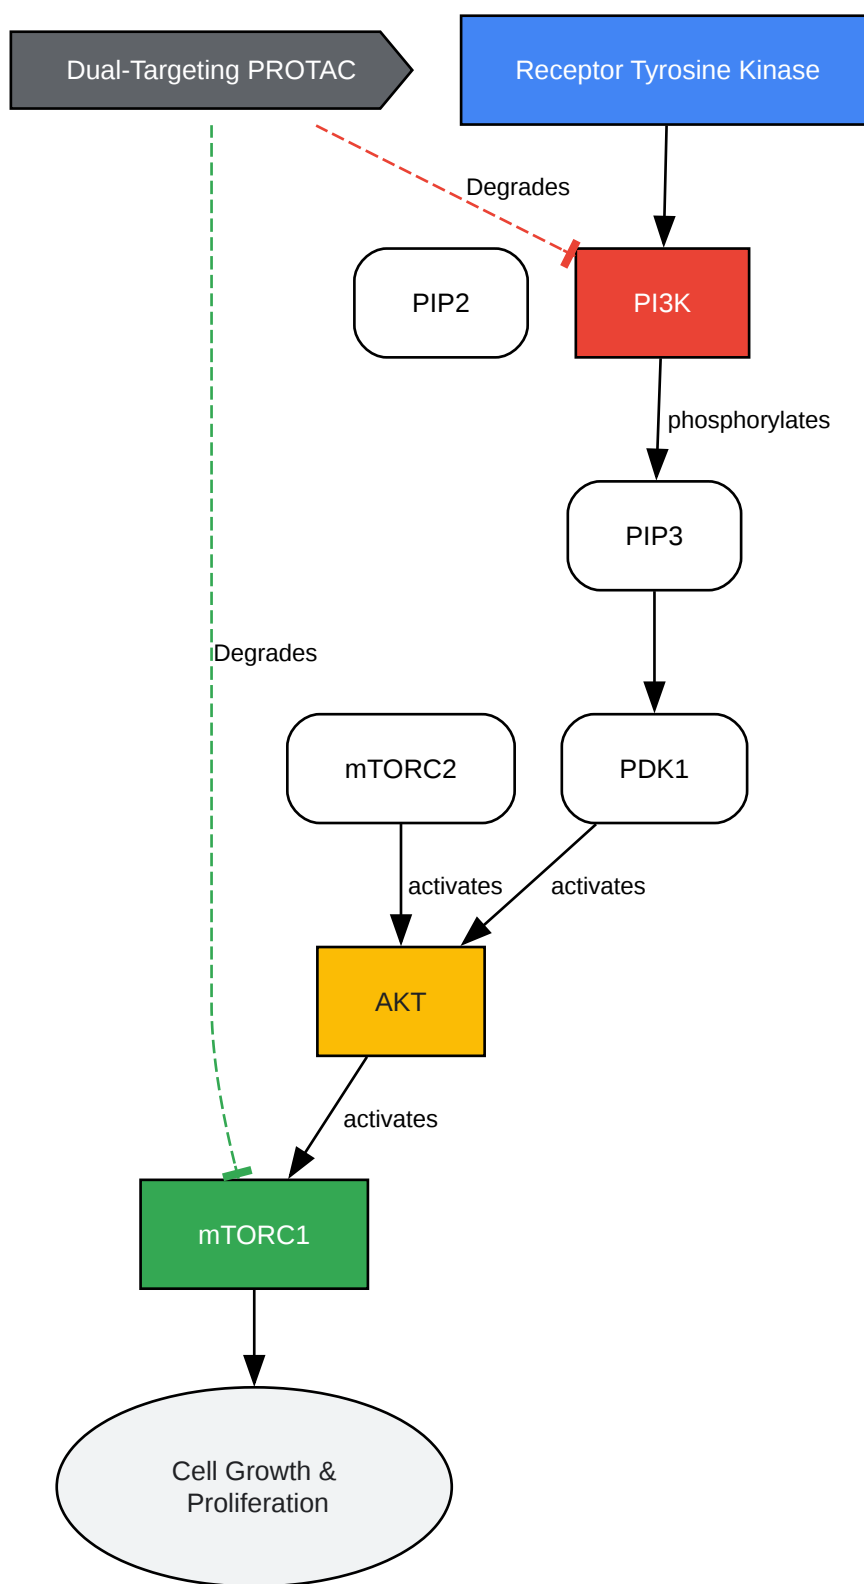 Dual-Targeting PROTAC
Receptor Tyrosine Kinase
Degrades
PIP2
PI3K
phosphorylates
PIP3
Degrades
mTORC2
PDK1
activates
activates
AKT
activates
mTORC1
Cell Growth &
Proliferation